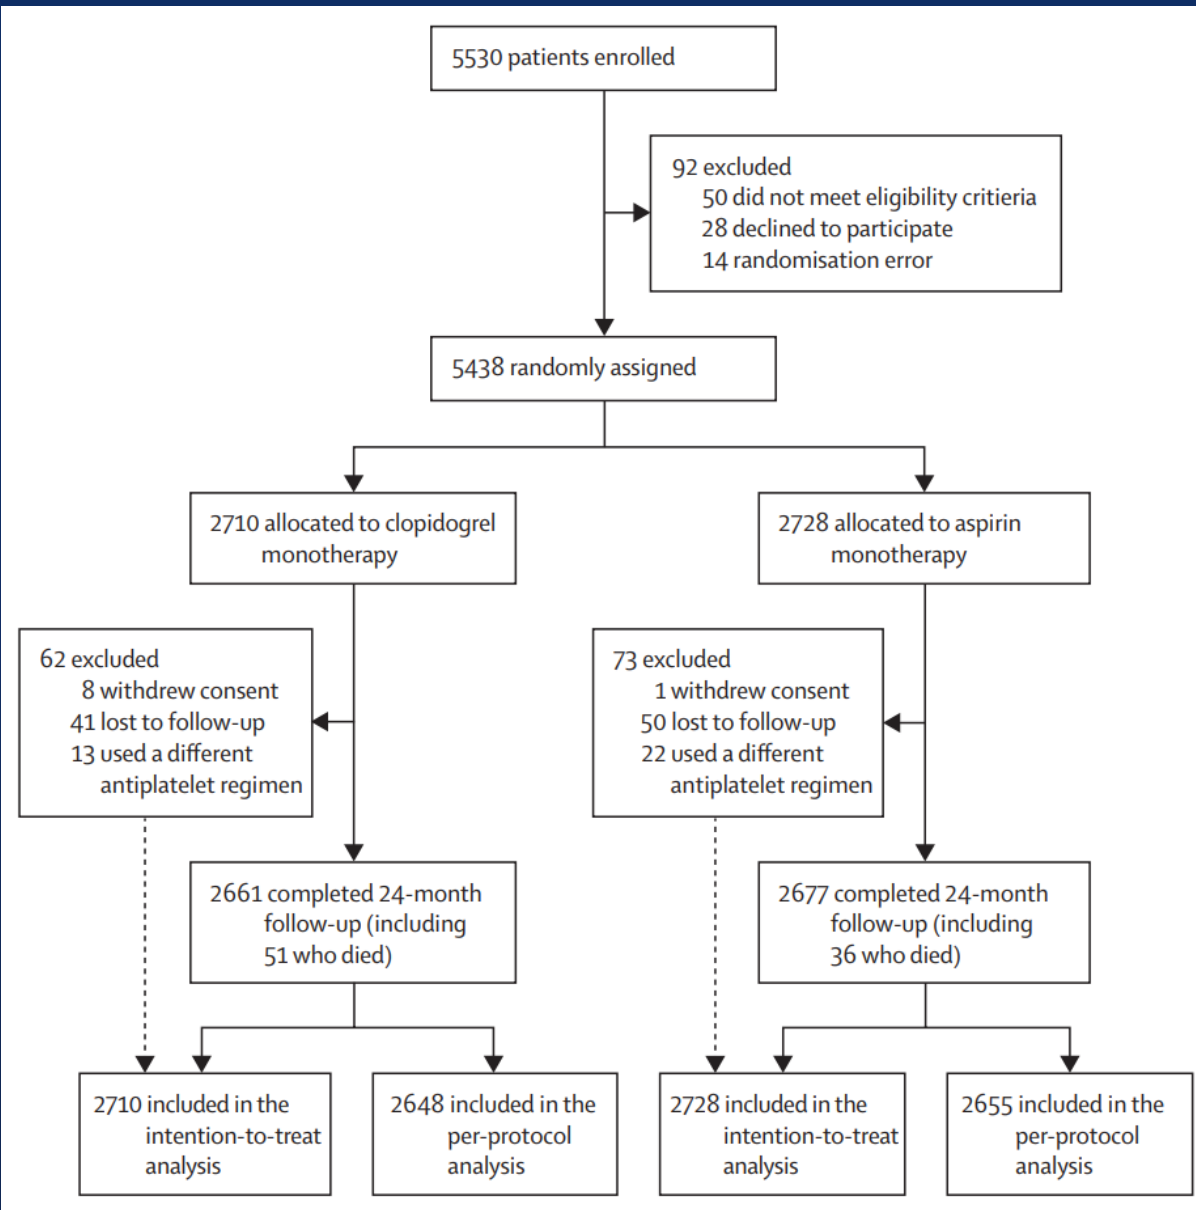 5530 patients enrolled
92 excluded
50 did not meet eligibility critieria
28 declined to participate
14 randomisation error
5438 randomly assigned
2710 allocated to clopidogrel
monotherapy
2728 allocated to aspirin
monotherapy
62 excluded
8 withdrew consent
41 lost to follow-up
13 used a different
antiplatelet regimen
73 excluded
1 withdrew consent
50 lost to follow-up
22 used a different
antiplatelet regimen
2661 completed 24-month
follow-up (including
51 who died)
2677 completed 24-month
follow-up (including
36 who died)
2710 included in the
intention-to-treat
analysis
2648 included in the
per-protocol
analysis
2728 included in the
intention-to-treat
analysis
2655 included in the
per-protocol
analysis